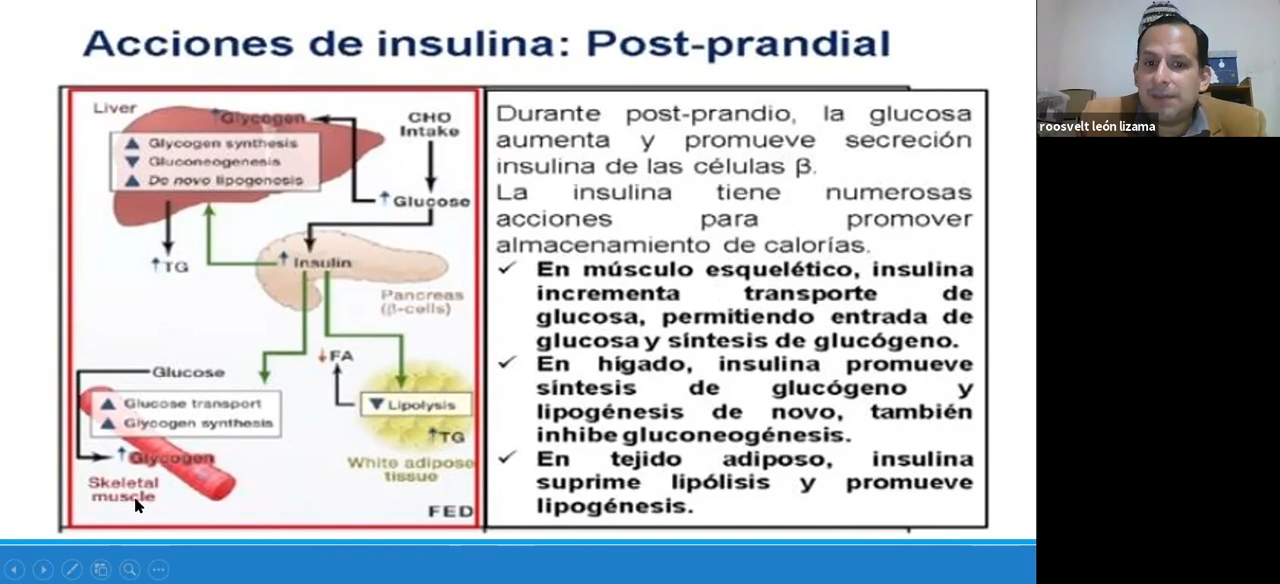 Acciones de insulina: Post-prandial
roosvelt león lizama
Liver
↑Glycogen
CHO
Intake
▲ Glycogen synthesis
▼ Gluconeogenesis
▲ De novo lipogenosis
↑Glucose
↑TG
↑ Insulin
Pancreas
(β-cells)
↓FA
Glucose
▲ Glucose transport
▲ Glycogen synthesis
▼ Lipolysis
↑TG
↑Glycogen
White adipose
tissue
Skeletal
muscle
FED
Durante post-prandio, la glucosa
aumenta y promueve secreción
insulina de las células β.
La insulina tiene numerosas
acciones para promover
almacenamiento de calorías.
✓ En músculo esquelético, insulina
incrementa transporte de
glucosa, permitiendo entrada de
glucosa y síntesis de glucógeno.
✓ En hígado, insulina promueve
síntesis de glucógeno y
lipogénesis de novo, también
inhibe gluconeogénesis.
✓ En tejido adiposo, insulina
suprime lipólisis y promueve
lipogénesis.